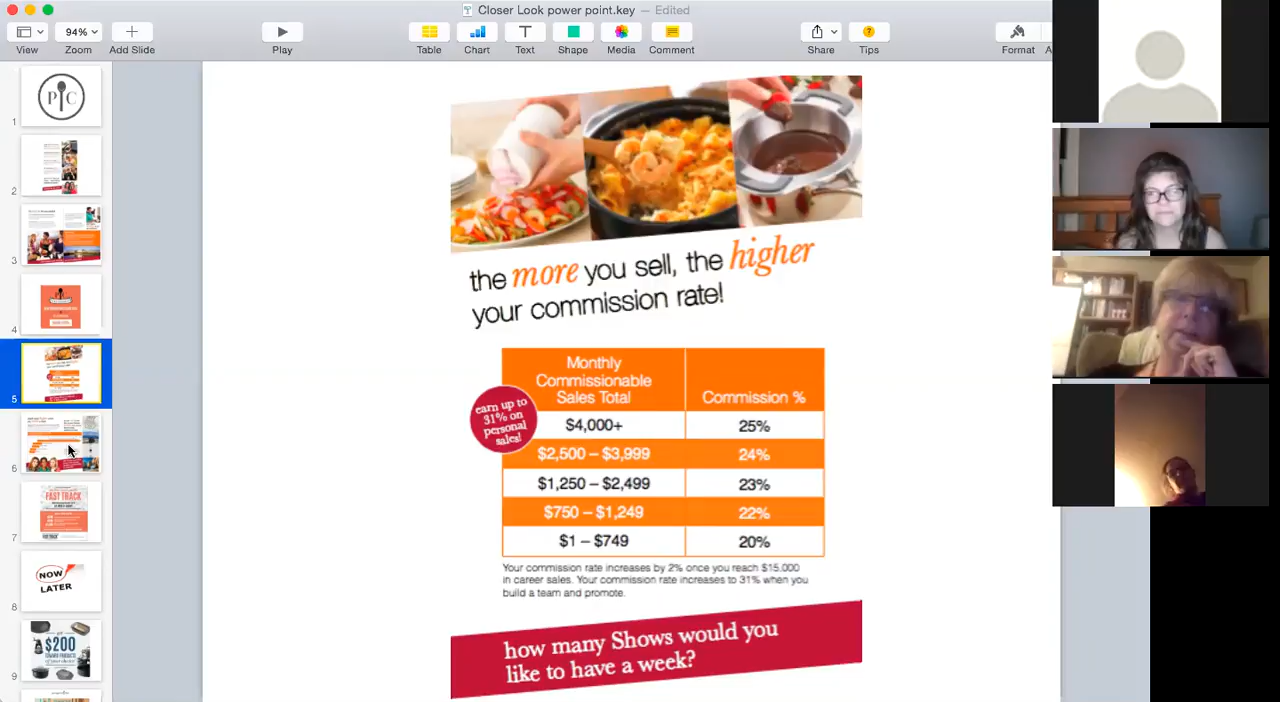 Closer Look power point.key — Edited
94%
View
Zoom
Add Slide
Play
Table
Chart
Text
Shape
Media
Comment
Share
Tips
Format
A
1
P C
2
3
4
5
6
7
FAST TRACK
8
NOW
LATER
9
$200
the more you sell, the higher
your commission rate!
Monthly
Commissionable
Sales Total
Commission %
earn up to
31% on
personal
sales!
$4,000+ 25%
$2,500 – $3,999 24%
$1,250 – $2,499 23%
$750 – $1,249 22%
$1 – $749 20%
Your commission rate increases by 2% once you reach $15,000
in career sales. Your commission rate increases to 31% when you
build a team and promote.
how many Shows would you
like to have a week?